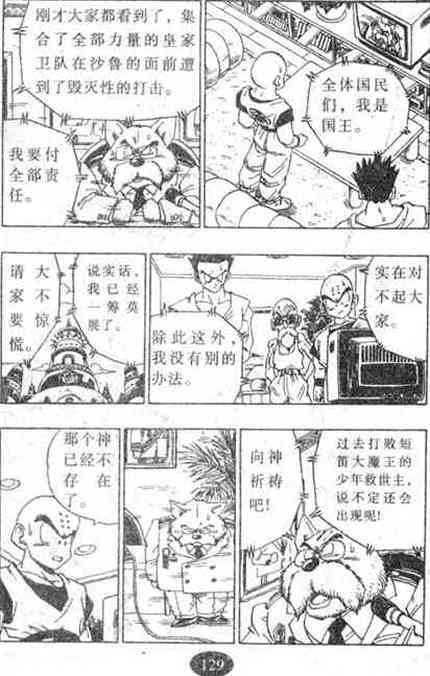 全体国民
们，我是
国王。
刚才大家都看到了，集
合了全部力量的皇家
卫队在沙鲁的面前遭
到了毁灭性的打击。
我要付
全部责
任。
实在对
不起大
家。
除此这外，
我没有别的
办法。
说实话，
我已经
一筹莫
展了。
请大
家不
要惊
慌。
过去打败短
笛大魔王的
少年救世主，
说不定还会
出现呢!
向神
祈祷
吧!
那个神
已经不
存在
了。
129